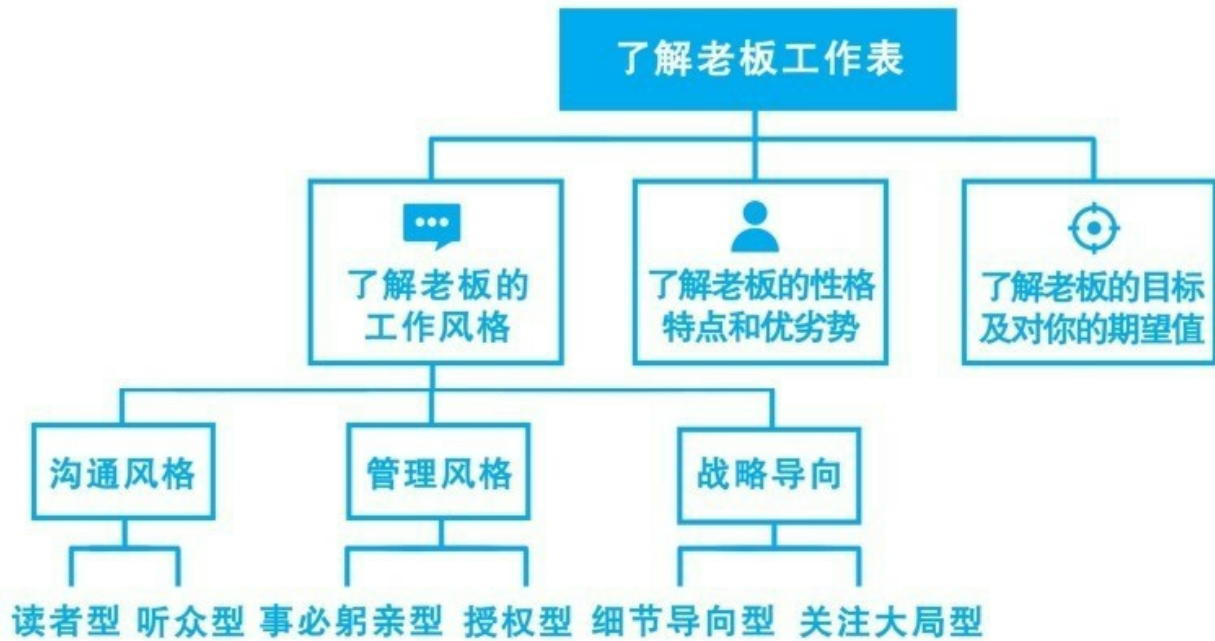 了解老板工作表
了解老板的
工作风格
了解老板的性格
特点和优劣势
了解老板的目标
及对你的期望值
沟通风格
管理风格
战略导向
读者型
听众型
事必躬亲型
授权型
细节导向型
关注大局型